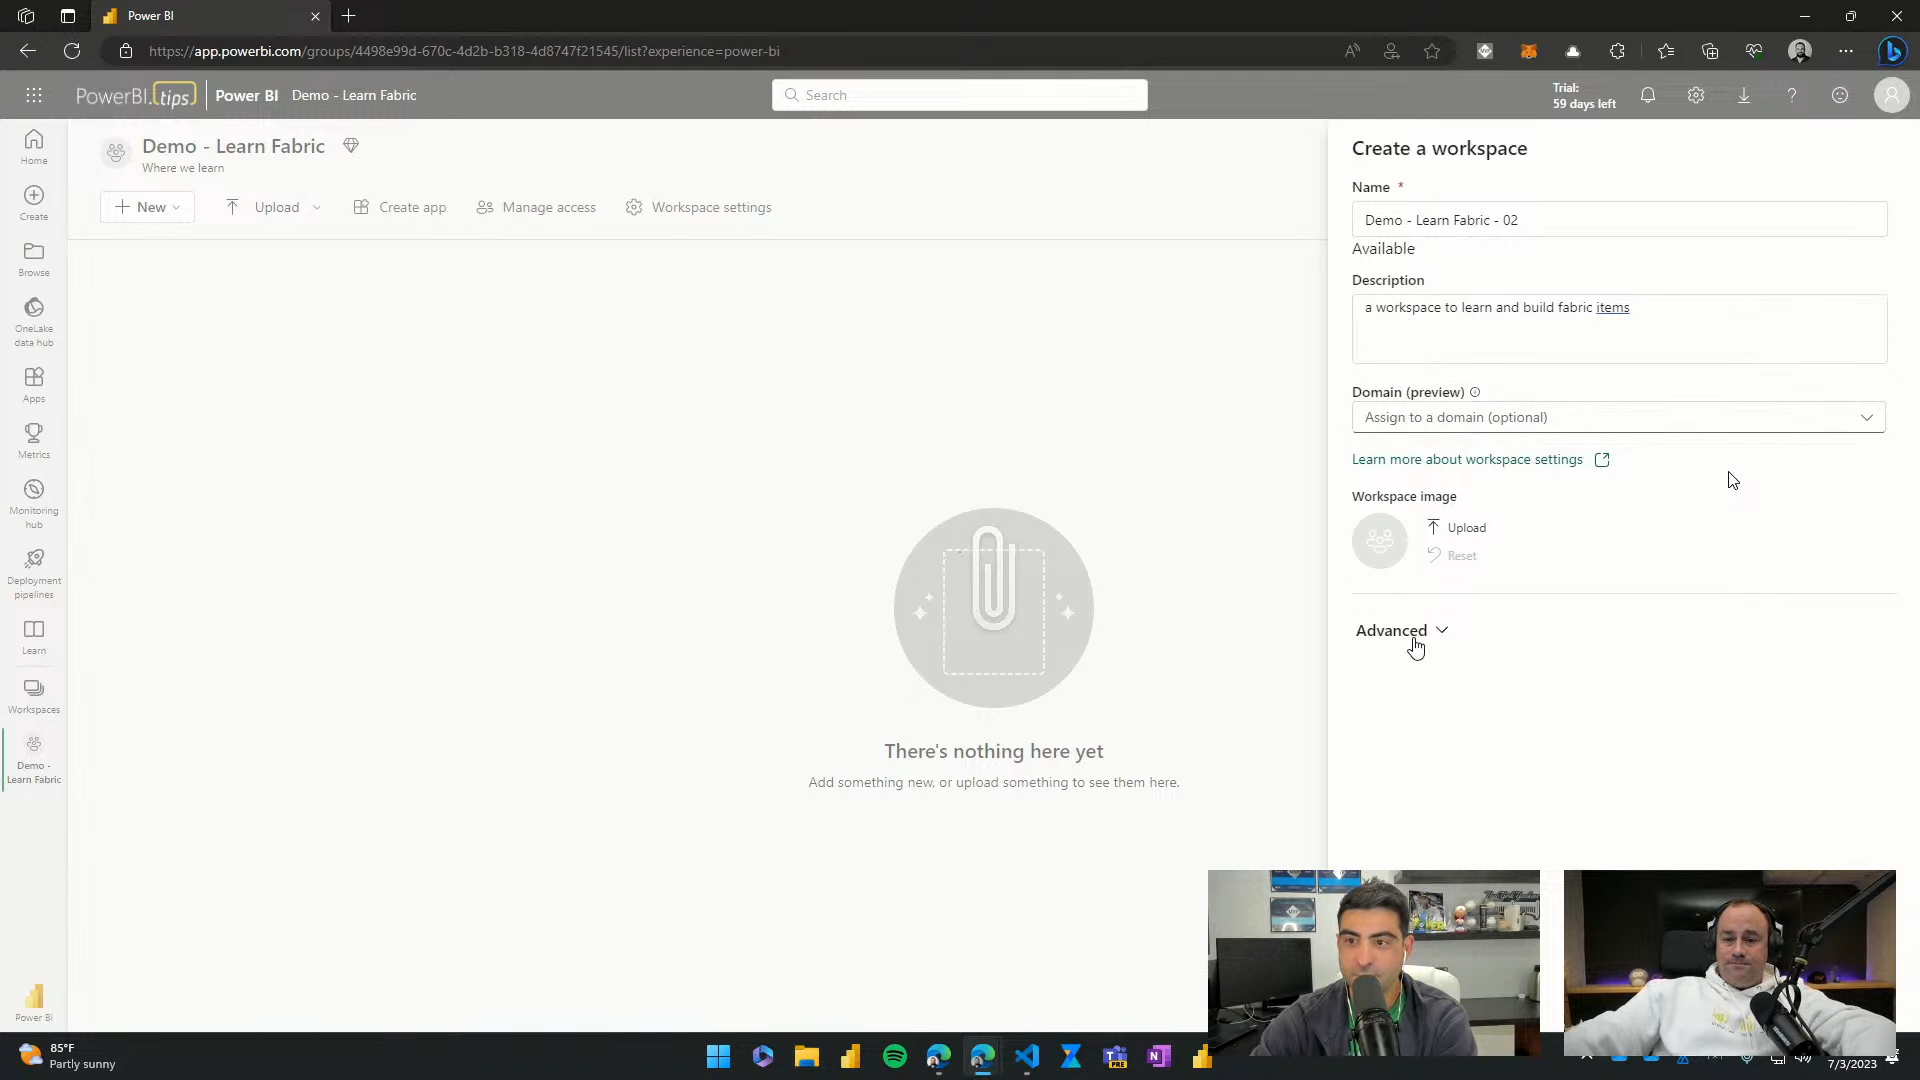 Power BI
https://app.powerbi.com/groups/4498e99d-670c-4d2b-b318-4d8747f21545/list?experience=power-bi
PowerBI.tips
Power BI
Demo - Learn Fabric
Search
Trial:
59 days left
Home
Create
Browse
OneLake
data hub
Apps
Metrics
Monitoring
hub
Deployment
pipelines
Learn
Workspaces
Demo -
Learn Fabric
Power BI
Demo - Learn Fabric
Where we learn
New
Upload
Create app
Manage access
Workspace settings
There's nothing here yet
Add something new, or upload something to see them here.
Create a workspace
Name *
Demo - Learn Fabric - 02
Available
Description
a workspace to learn and build fabric items
Domain (preview)
Assign to a domain (optional)
Learn more about workspace settings
Workspace image
Upload
Reset
Advanced
85°F
Partly sunny
PRE
7/3/2023